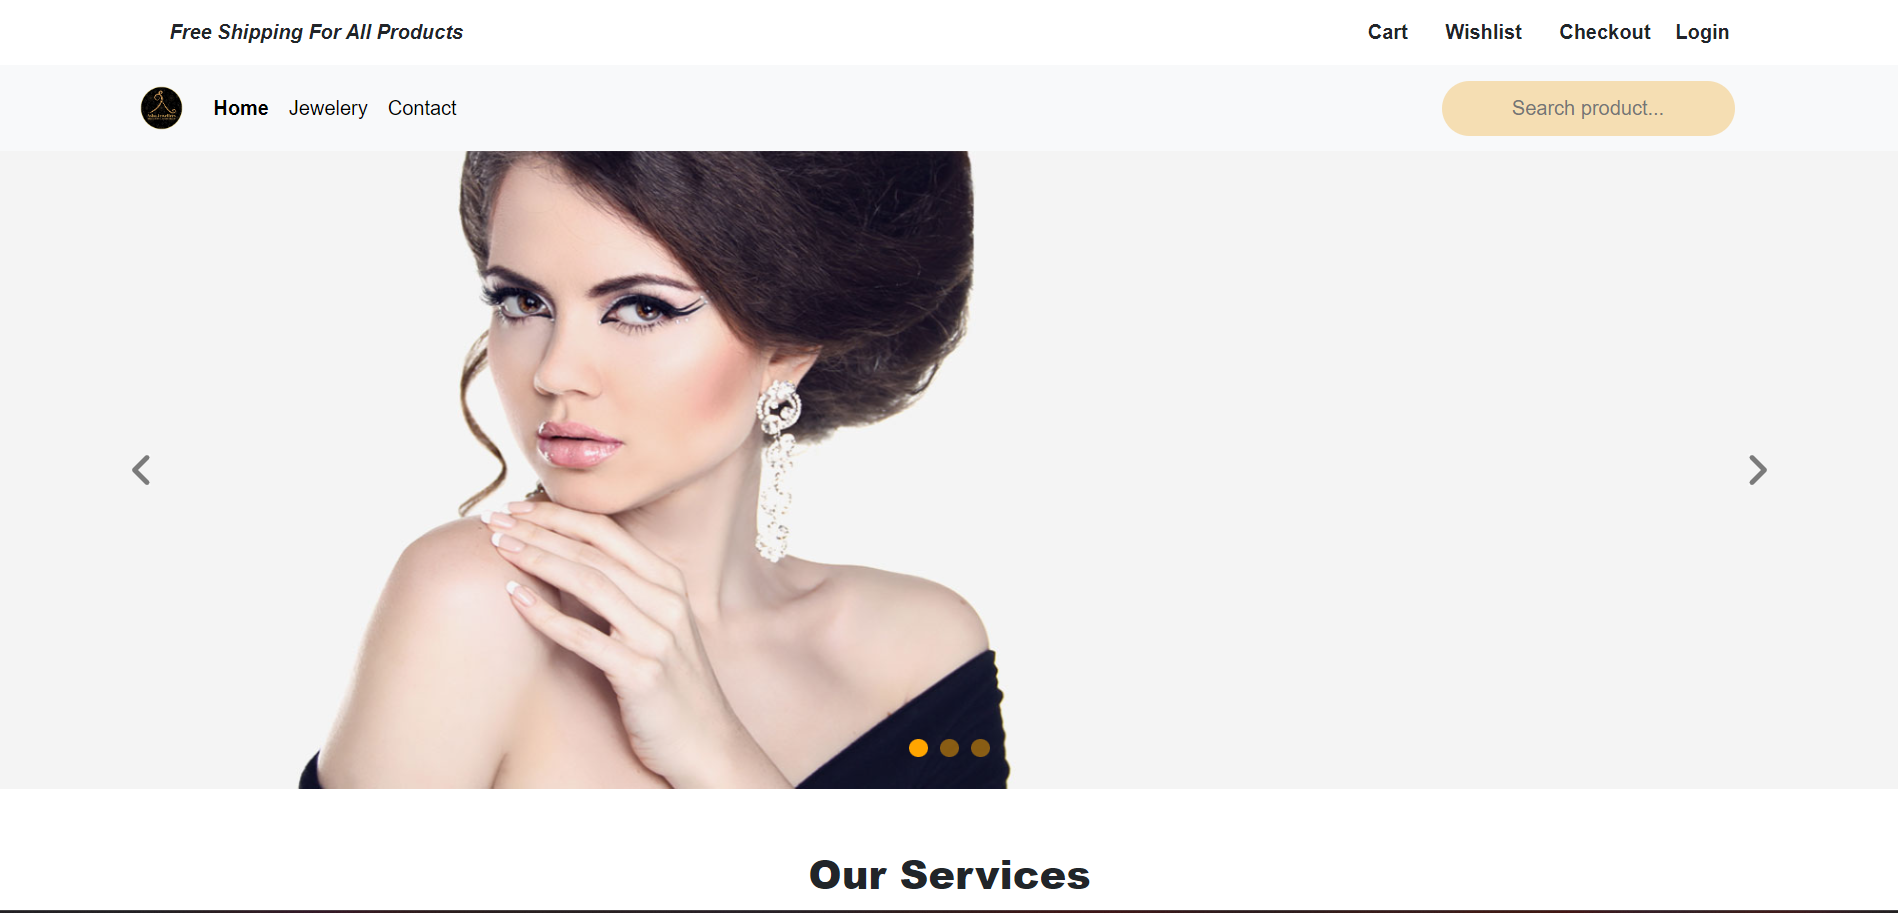 Free Shipping For All Products
Cart Wishlist Checkout Login
Home Jewelery Contact
Search product...
Our Services